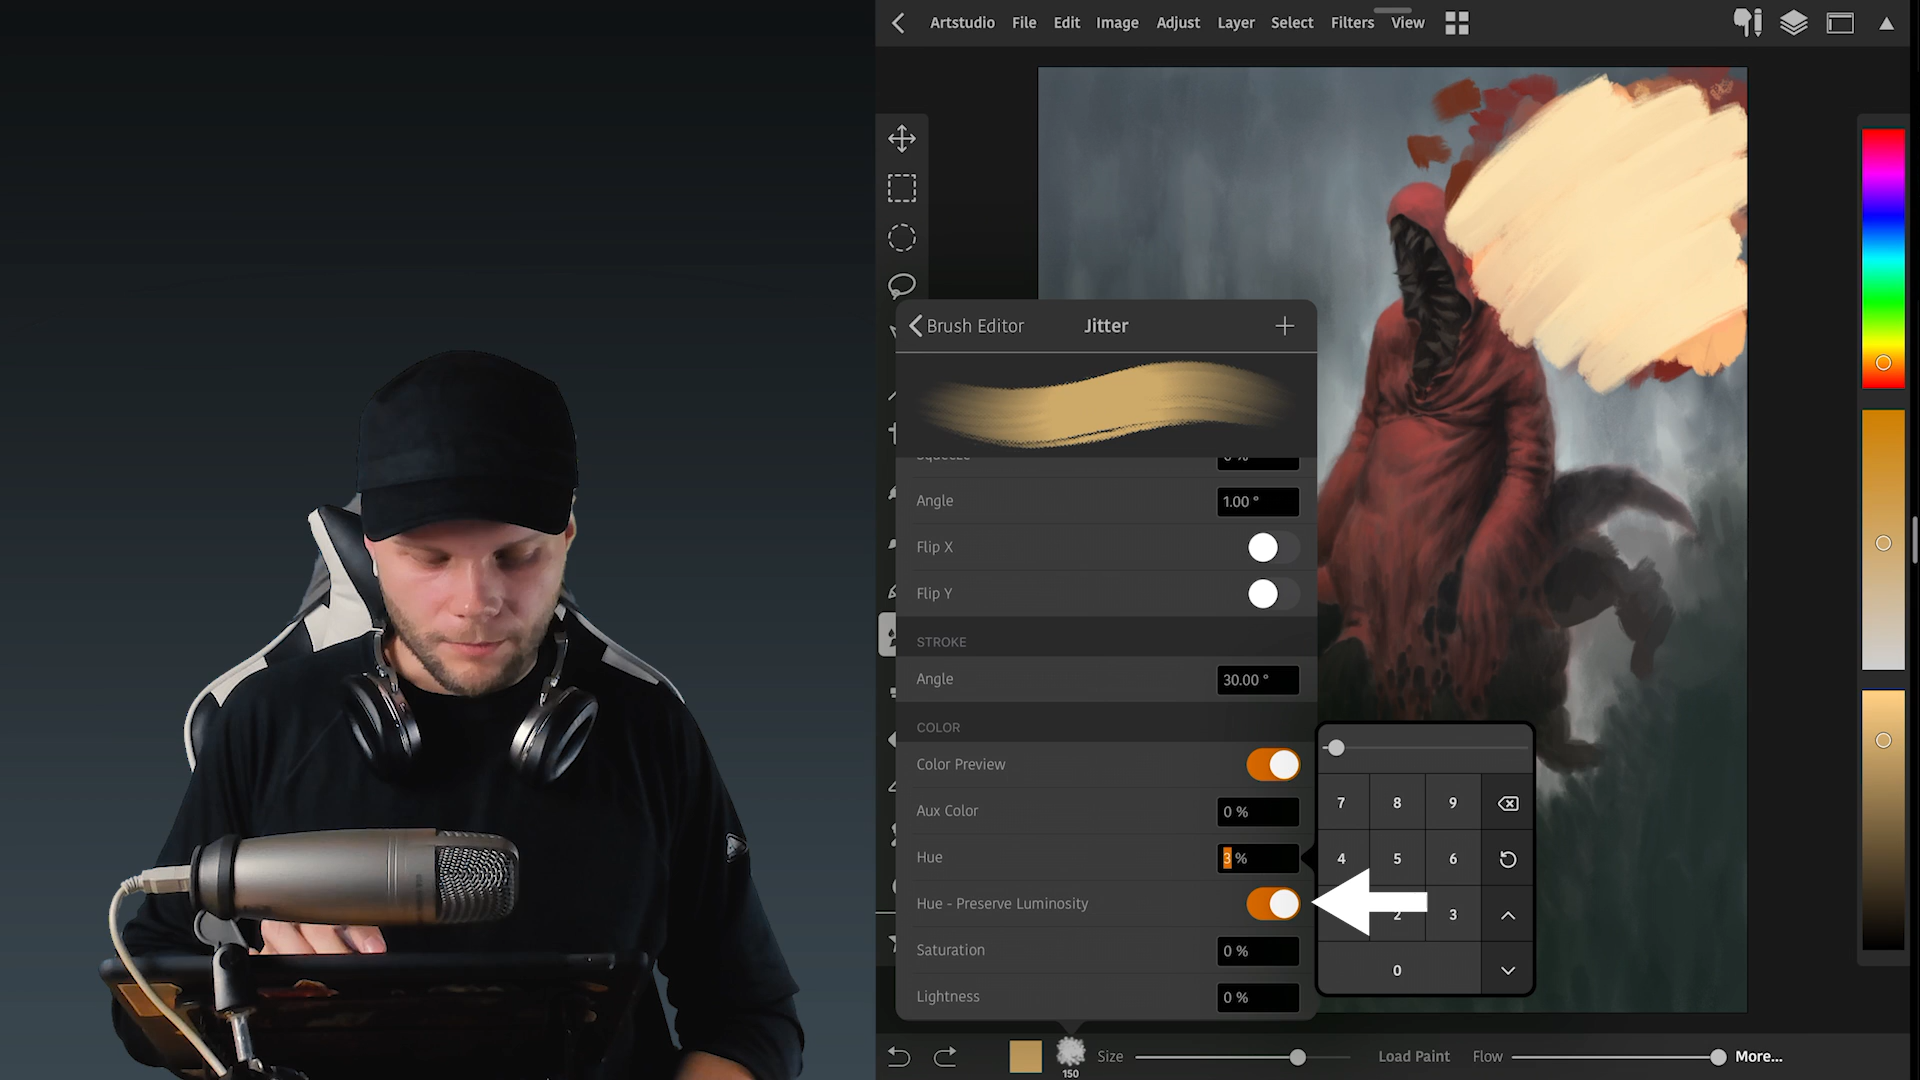 Artstudio File Edit Image Adjust Layer Select Filters View
Brush Editor Jitter
Squeeze 0 %
Angle 1.00 °
Flip X
Flip Y
STROKE
Angle 30.00 °
COLOR
Color Preview
Aux Color 0 %
Hue 3 %
Hue - Preserve Luminosity
Saturation 0 %
Lightness 0 %
7 8 9
4 5 6
2 3
0
Size Load Paint Flow More...
150